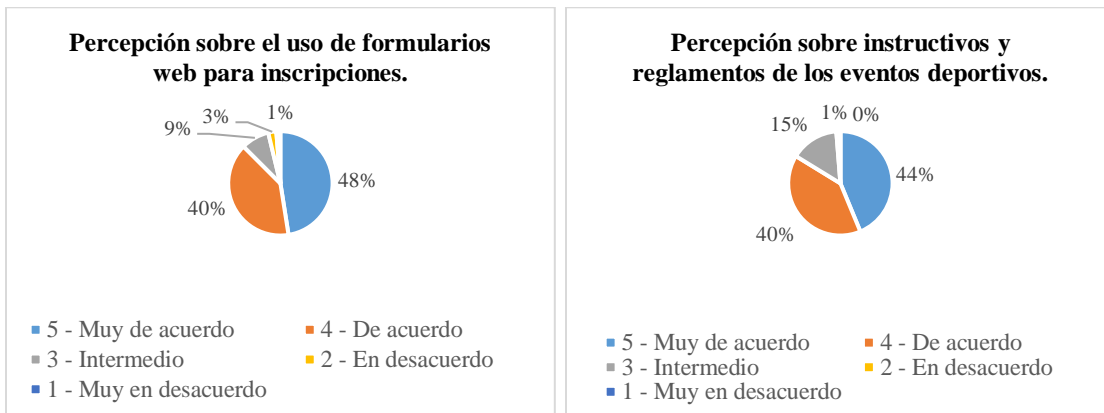 Percepción sobre el uso de formularios
web para inscripciones.
1%
3%
9%
48%
40%
5 - Muy de acuerdo
4 - De acuerdo
3 - Intermedio
2 - En desacuerdo
1 - Muy en desacuerdo
Percepción sobre instructivos y
reglamentos de los eventos deportivos.
1%
0%
15%
44%
40%
5 - Muy de acuerdo
4 - De acuerdo
3 - Intermedio
2 - En desacuerdo
1 - Muy en desacuerdo